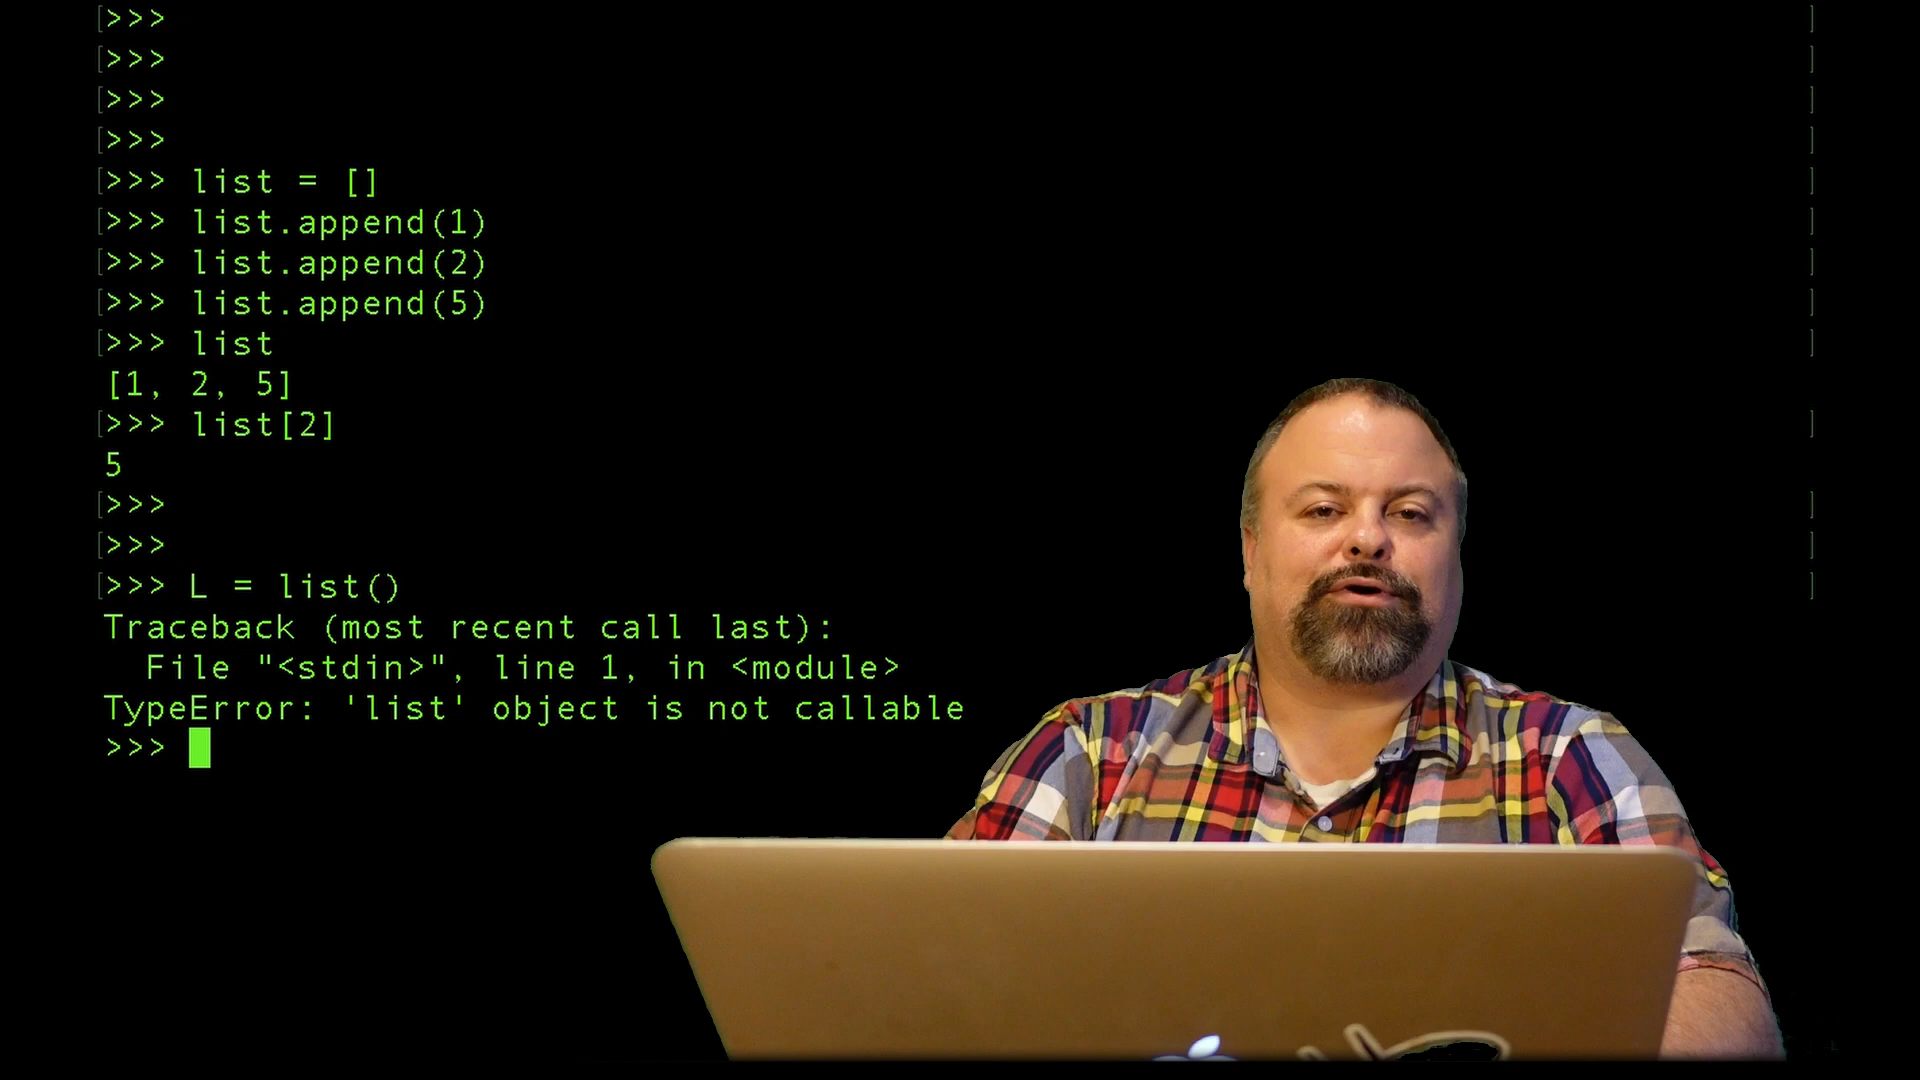 >>>
>>>
>>>
>>>
>>> list = []
>>> list.append(1)
>>> list.append(2)
>>> list.append(5)
>>> list
[1, 2, 5]
>>> list[2]
5
>>>
>>>
>>> L = list()
Traceback (most recent call last):
  File "<stdin>", line 1, in <module>
TypeError: 'list' object is not callable
>>>